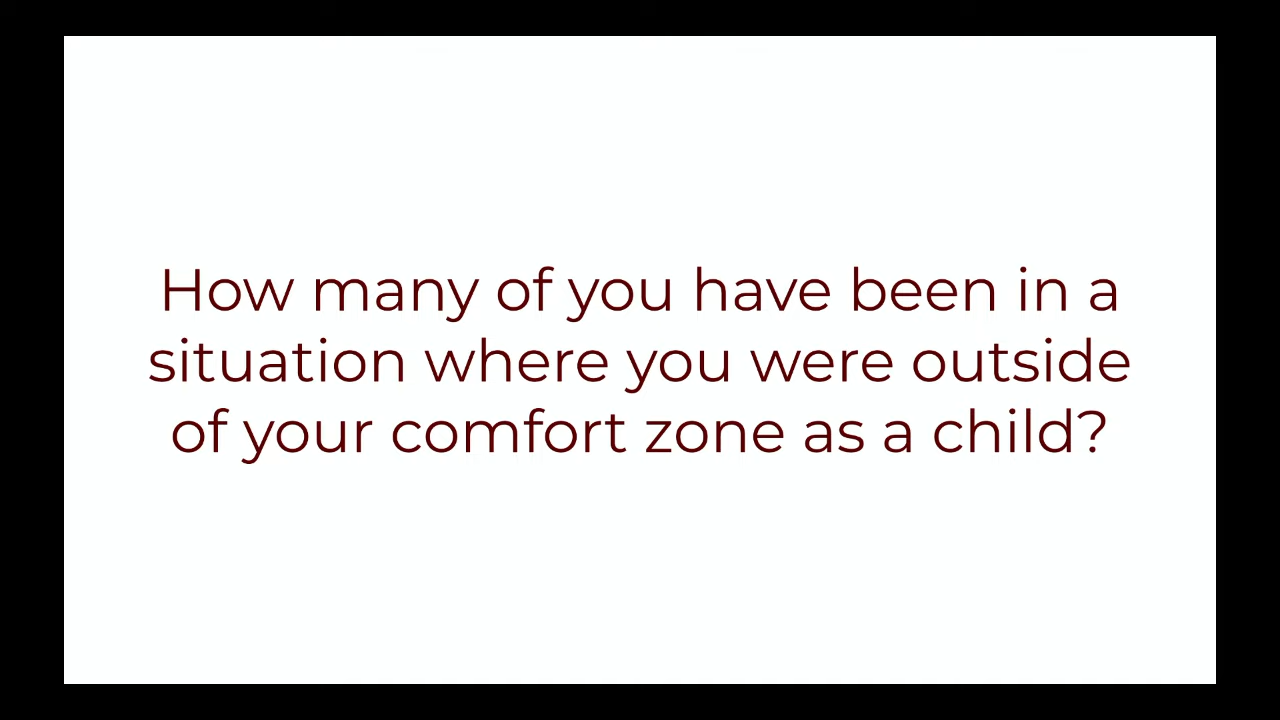 How many of you have been in a
situation where you were outside
of your comfort zone as a child?